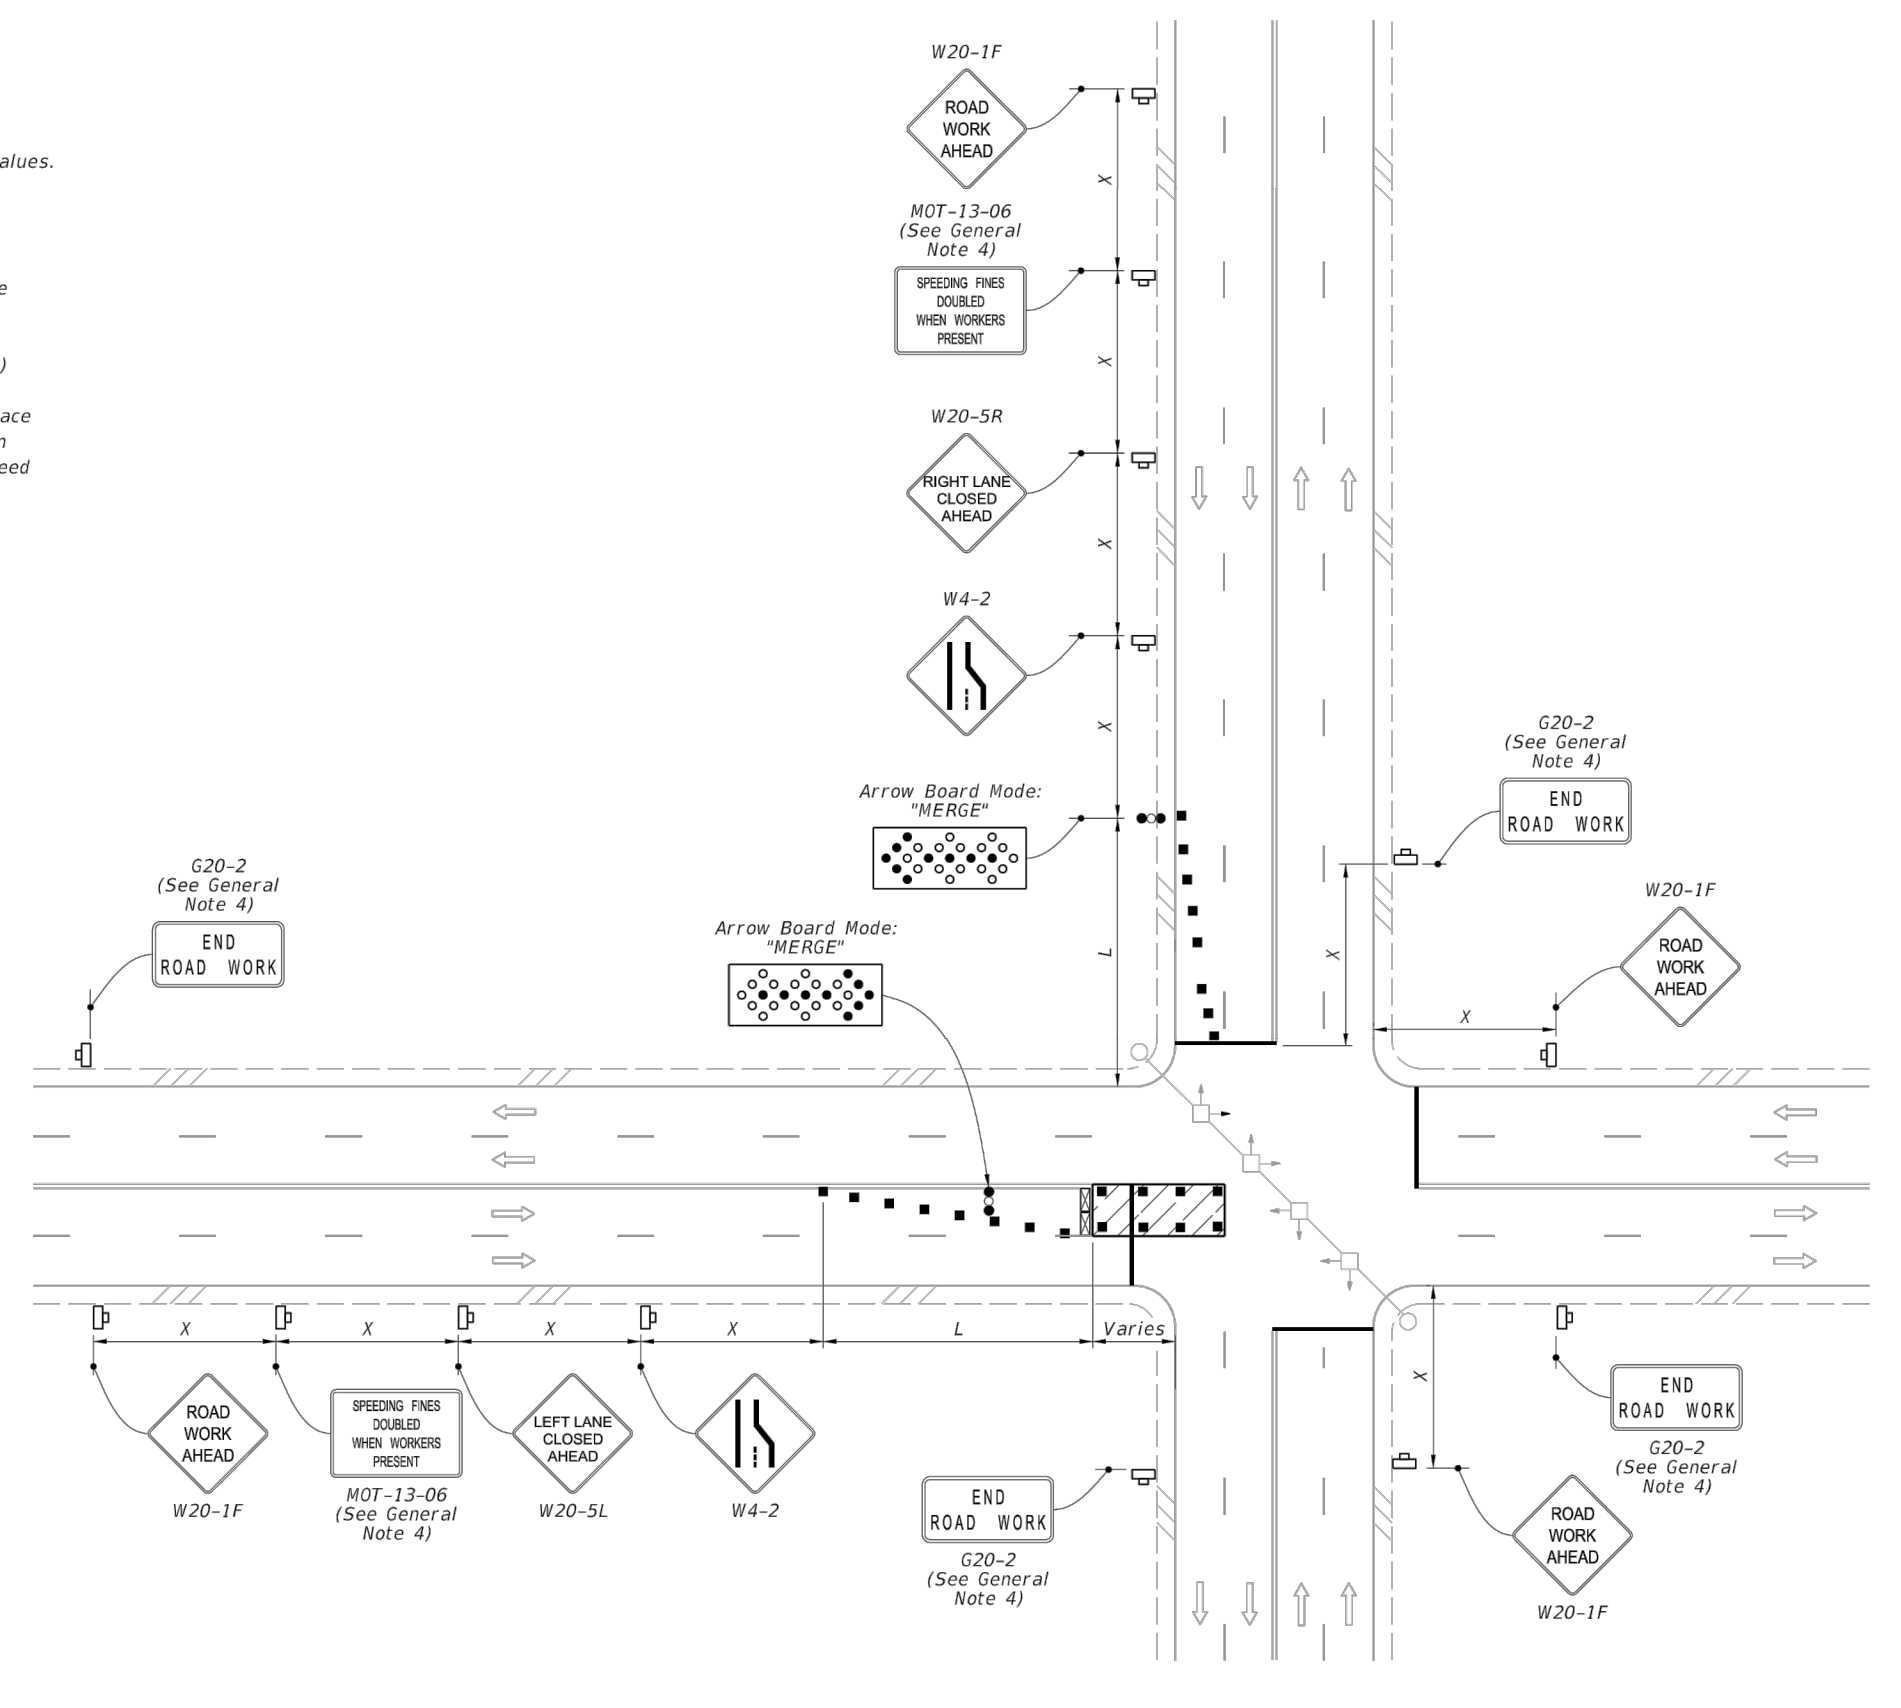 alues.
e
)
ace
n
eed
W20-1F
ROAD
WORK
AHEAD
X
MOT-13-06
(See General
Note 4)
SPEEDING FINES
DOUBLED
WHEN WORKERS
PRESENT
X
W20-5R
RIGHT LANE
CLOSED
AHEAD
X
W4-2
X
Arrow Board Mode:
"MERGE"
L
G20-2
(See General
Note 4)
END
ROAD WORK
X
W20-1F
ROAD
WORK
AHEAD
X
G20-2
(See General
Note 4)
END
ROAD WORK
Arrow Board Mode:
"MERGE"
X
X
X
X
L
Varies
ROAD
WORK
AHEAD
W20-1F
SPEEDING FINES
DOUBLED
WHEN WORKERS
PRESENT
MOT-13-06
(See General
Note 4)
LEFT LANE
CLOSED
AHEAD
W20-5L
W4-2
END
ROAD WORK
G20-2
(See General
Note 4)
X
END
ROAD WORK
G20-2
(See General
Note 4)
ROAD
WORK
AHEAD
W20-1F